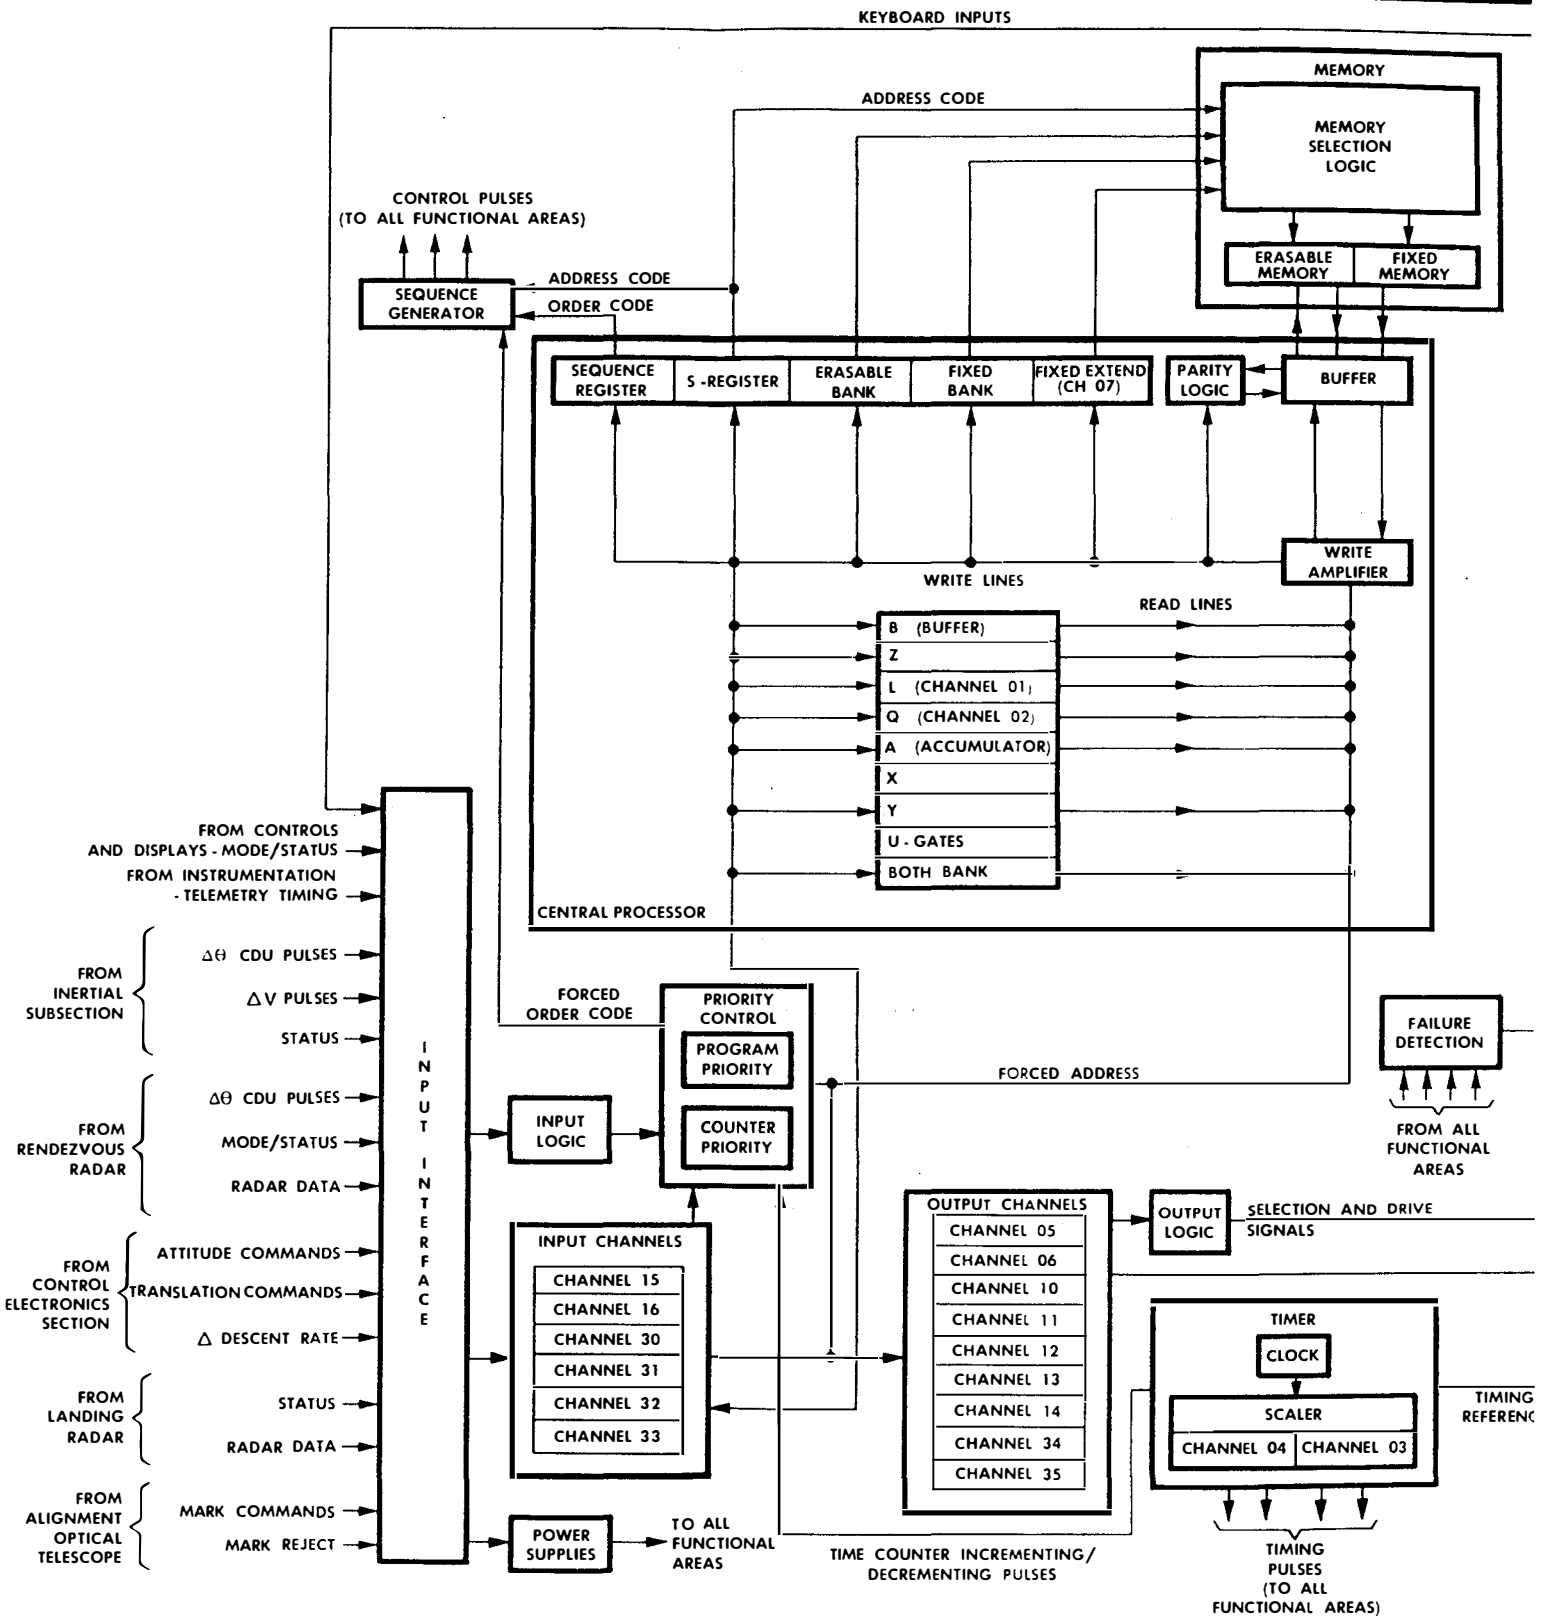 KEYBOARD INPUTS
MEMORY
ADDRESS CODE
MEMORY
SELECTION
LOGIC
CONTROL PULSES
(TO ALL FUNCTIONAL AREAS)
ERASABLE
MEMORY
FIXED
MEMORY
ADDRESS CODE
SEQUENCE
GENERATOR
ORDER CODE
SEQUENCE
REGISTER
S -REGISTER
ERASABLE
BANK
FIXED
BANK
FIXED EXTEND
(CH 07)
PARITY
LOGIC
BUFFER
WRITE
AMPLIFIER
WRITE LINES
READ LINES
B (BUFFER)
Z
L (CHANNEL 01)
Q (CHANNEL 02)
A (ACCUMULATOR)
X
Y
U - GATES
BOTH BANK
CENTRAL PROCESSOR
FROM CONTROLS
AND DISPLAYS - MODE/STATUS
FROM INSTRUMENTATION
- TELEMETRY TIMING
FROM
INERTIAL
SUBSECTION
Δθ CDU PULSES
ΔV PULSES
STATUS
FROM
RENDEZVOUS
RADAR
Δθ CDU PULSES
MODE/STATUS
RADAR DATA
FROM
CONTROL
ELECTRONICS
SECTION
ATTITUDE COMMANDS
TRANSLATION COMMANDS
Δ DESCENT RATE
FROM
LANDING
RADAR
STATUS
RADAR DATA
FROM
ALIGNMENT
OPTICAL
TELESCOPE
MARK COMMANDS
MARK REJECT
INPUT INTERFACE
FORCED
ORDER CODE
PRIORITY
CONTROL
PROGRAM
PRIORITY
COUNTER
PRIORITY
INPUT
LOGIC
FORCED ADDRESS
FAILURE
DETECTION
FROM ALL
FUNCTIONAL
AREAS
INPUT CHANNELS
CHANNEL 15
CHANNEL 16
CHANNEL 30
CHANNEL 31
CHANNEL 32
CHANNEL 33
OUTPUT CHANNELS
CHANNEL 05
CHANNEL 06
CHANNEL 10
CHANNEL 11
CHANNEL 12
CHANNEL 13
CHANNEL 14
CHANNEL 34
CHANNEL 35
OUTPUT
LOGIC
SELECTION AND DRIVE
SIGNALS
TIMER
CLOCK
SCALER
CHANNEL 04
CHANNEL 03
TIMING
REFERENC
POWER
SUPPLIES
TO ALL
FUNCTIONAL
AREAS
TIME COUNTER INCREMENTING/
DECREMENTING PULSES
TIMING
PULSES
(TO ALL
FUNCTIONAL AREAS)